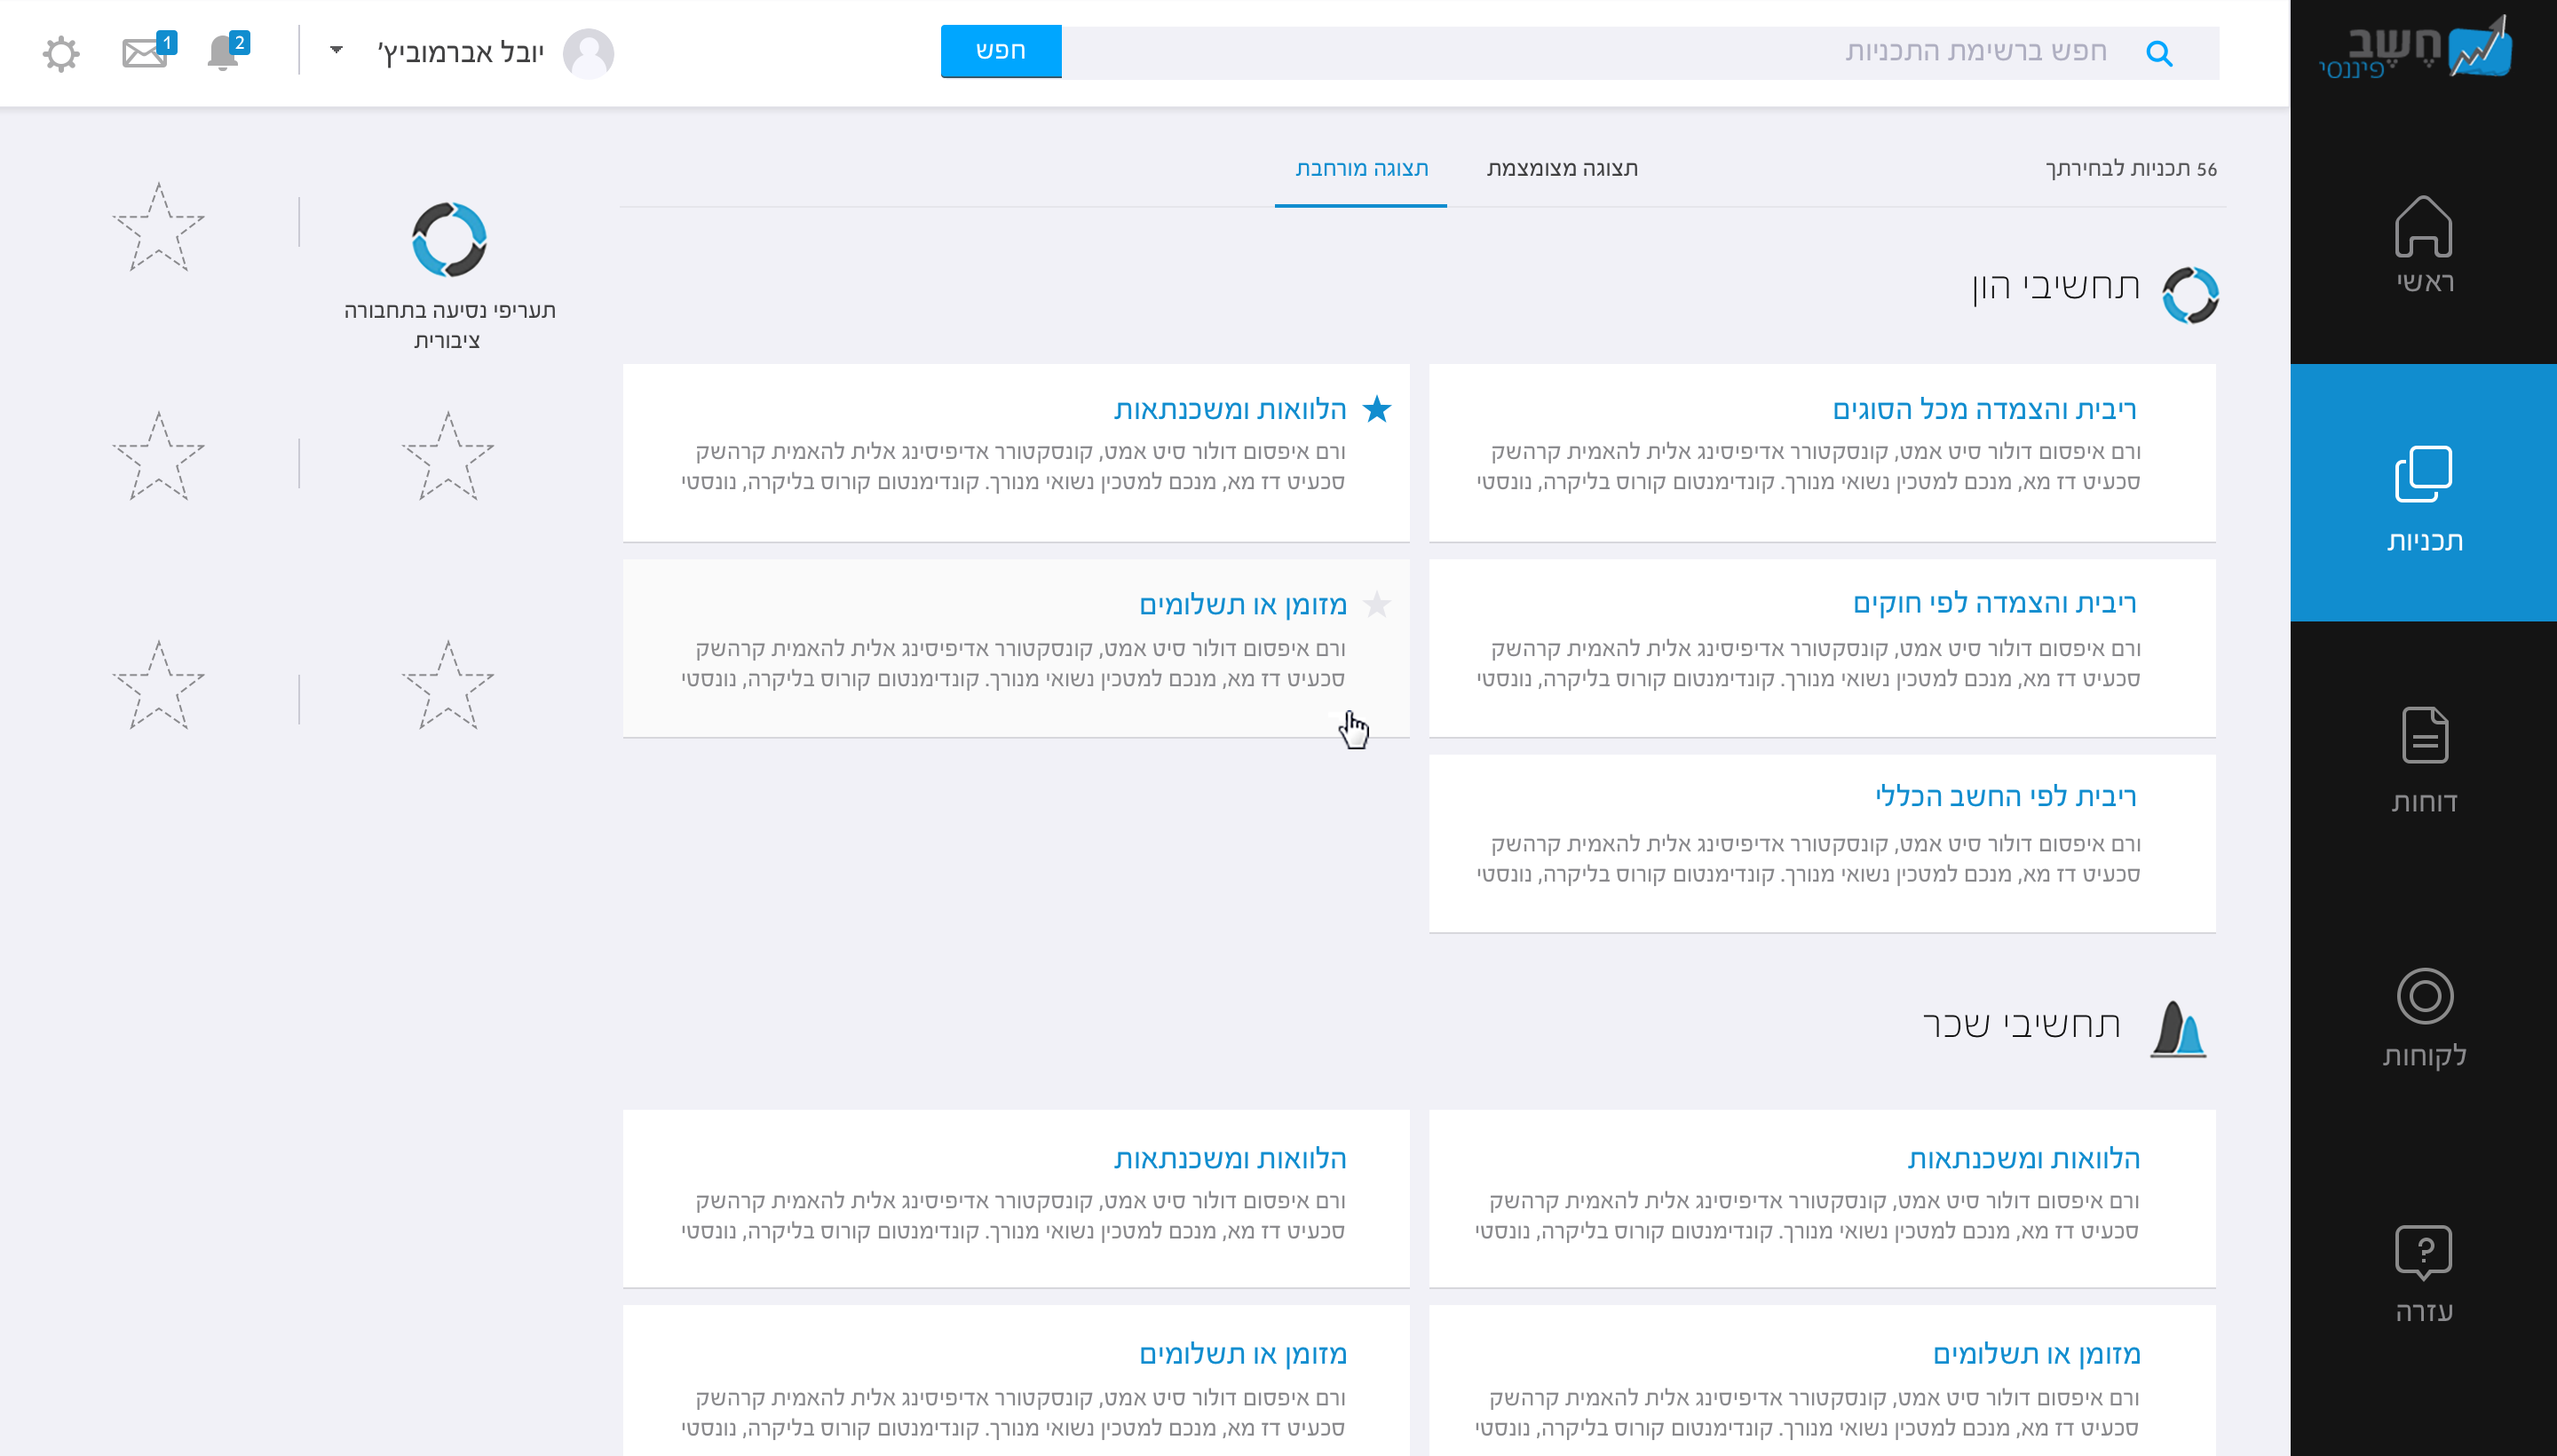 חשב
פיננסי
חפש ברשימת התכניות
חפש
יובל אברמוביץ'
2
1
ראשי
תכניות
דוחות
לקוחות
עזרה
56 תכניות לבחירתך
תצוגה מצומצמת
תצוגה מורחבת
תחשיבי הון
ריבית והצמדה מכל הסוגים
ורם איפסום דולור סיט אמט, קונסקטורר אדיפיסינג אלית להאמית קרהשק
סכעיט דז מא, מנכם למטכין נשואי מנורך. קונדימנטום קורוס בליקרה, נונסטי
הלוואות ומשכנתאות
ורם איפסום דולור סיט אמט, קונסקטורר אדיפיסינג אלית להאמית קרהשק
סכעיט דז מא, מנכם למטכין נשואי מנורך. קונדימנטום קורוס בליקרה, נונסטי
ריבית והצמדה לפי חוקים
ורם איפסום דולור סיט אמט, קונסקטורר אדיפיסינג אלית להאמית קרהשק
סכעיט דז מא, מנכם למטכין נשואי מנורך. קונדימנטום קורוס בליקרה, נונסטי
מזומן או תשלומים
ורם איפסום דולור סיט אמט, קונסקטורר אדיפיסינג אלית להאמית קרהשק
סכעיט דז מא, מנכם למטכין נשואי מנורך. קונדימנטום קורוס בליקרה, נונסטי
ריבית לפי החשב הכללי
ורם איפסום דולור סיט אמט, קונסקטורר אדיפיסינג אלית להאמית קרהשק
סכעיט דז מא, מנכם למטכין נשואי מנורך. קונדימנטום קורוס בליקרה, נונסטי
תחשיבי שכר
הלוואות ומשכנתאות
ורם איפסום דולור סיט אמט, קונסקטורר אדיפיסינג אלית להאמית קרהשק
סכעיט דז מא, מנכם למטכין נשואי מנורך. קונדימנטום קורוס בליקרה, נונסטי
הלוואות ומשכנתאות
ורם איפסום דולור סיט אמט, קונסקטורר אדיפיסינג אלית להאמית קרהשק
סכעיט דז מא, מנכם למטכין נשואי מנורך. קונדימנטום קורוס בליקרה, נונסטי
מזומן או תשלומים
ורם איפסום דולור סיט אמט, קונסקטורר אדיפיסינג אלית להאמית קרהשק
סכעיט דז מא, מנכם למטכין נשואי מנורך. קונדימנטום קורוס בליקרה, נונסטי
מזומן או תשלומים
ורם איפסום דולור סיט אמט, קונסקטורר אדיפיסינג אלית להאמית קרהשק
סכעיט דז מא, מנכם למטכין נשואי מנורך. קונדימנטום קורוס בליקרה, נונסטי
תעריפי נסיעה בתחבורה
ציבורית